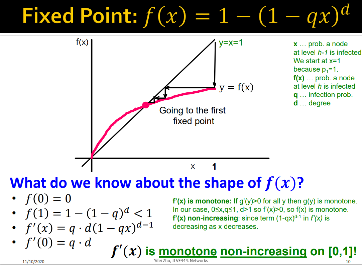 Fixed Point: f(x) = 1 − (1 − qx)^d
f(x)
y=x=1
y = f(x)
Going to the first
fixed point
x
1
x … prob. a node
at level h-1 is infected
We start at x=1
because p₁=1.
f(x) … prob. a node
at level h is infected
q … infection prob.
d … degree
What do we know about the shape of f(x)?
• f(0) = 0
• f(1) = 1 − (1 − q)^d < 1
• f′(x) = q · d(1 − qx)^{d−1}
• f′(0) = q · d
f'(x) is monotone: If g'(y)>0 for all y then g(y) is monotone.
In our case, 0≤x,q≤1, d>1 so f'(x)>0, so f(x) is monotone.
f'(x) non-increasing: since term (1-qx)^{d-1} in f'(x) is
decreasing as x decreases.
f′(x) is monotone non-increasing on [0,1]!